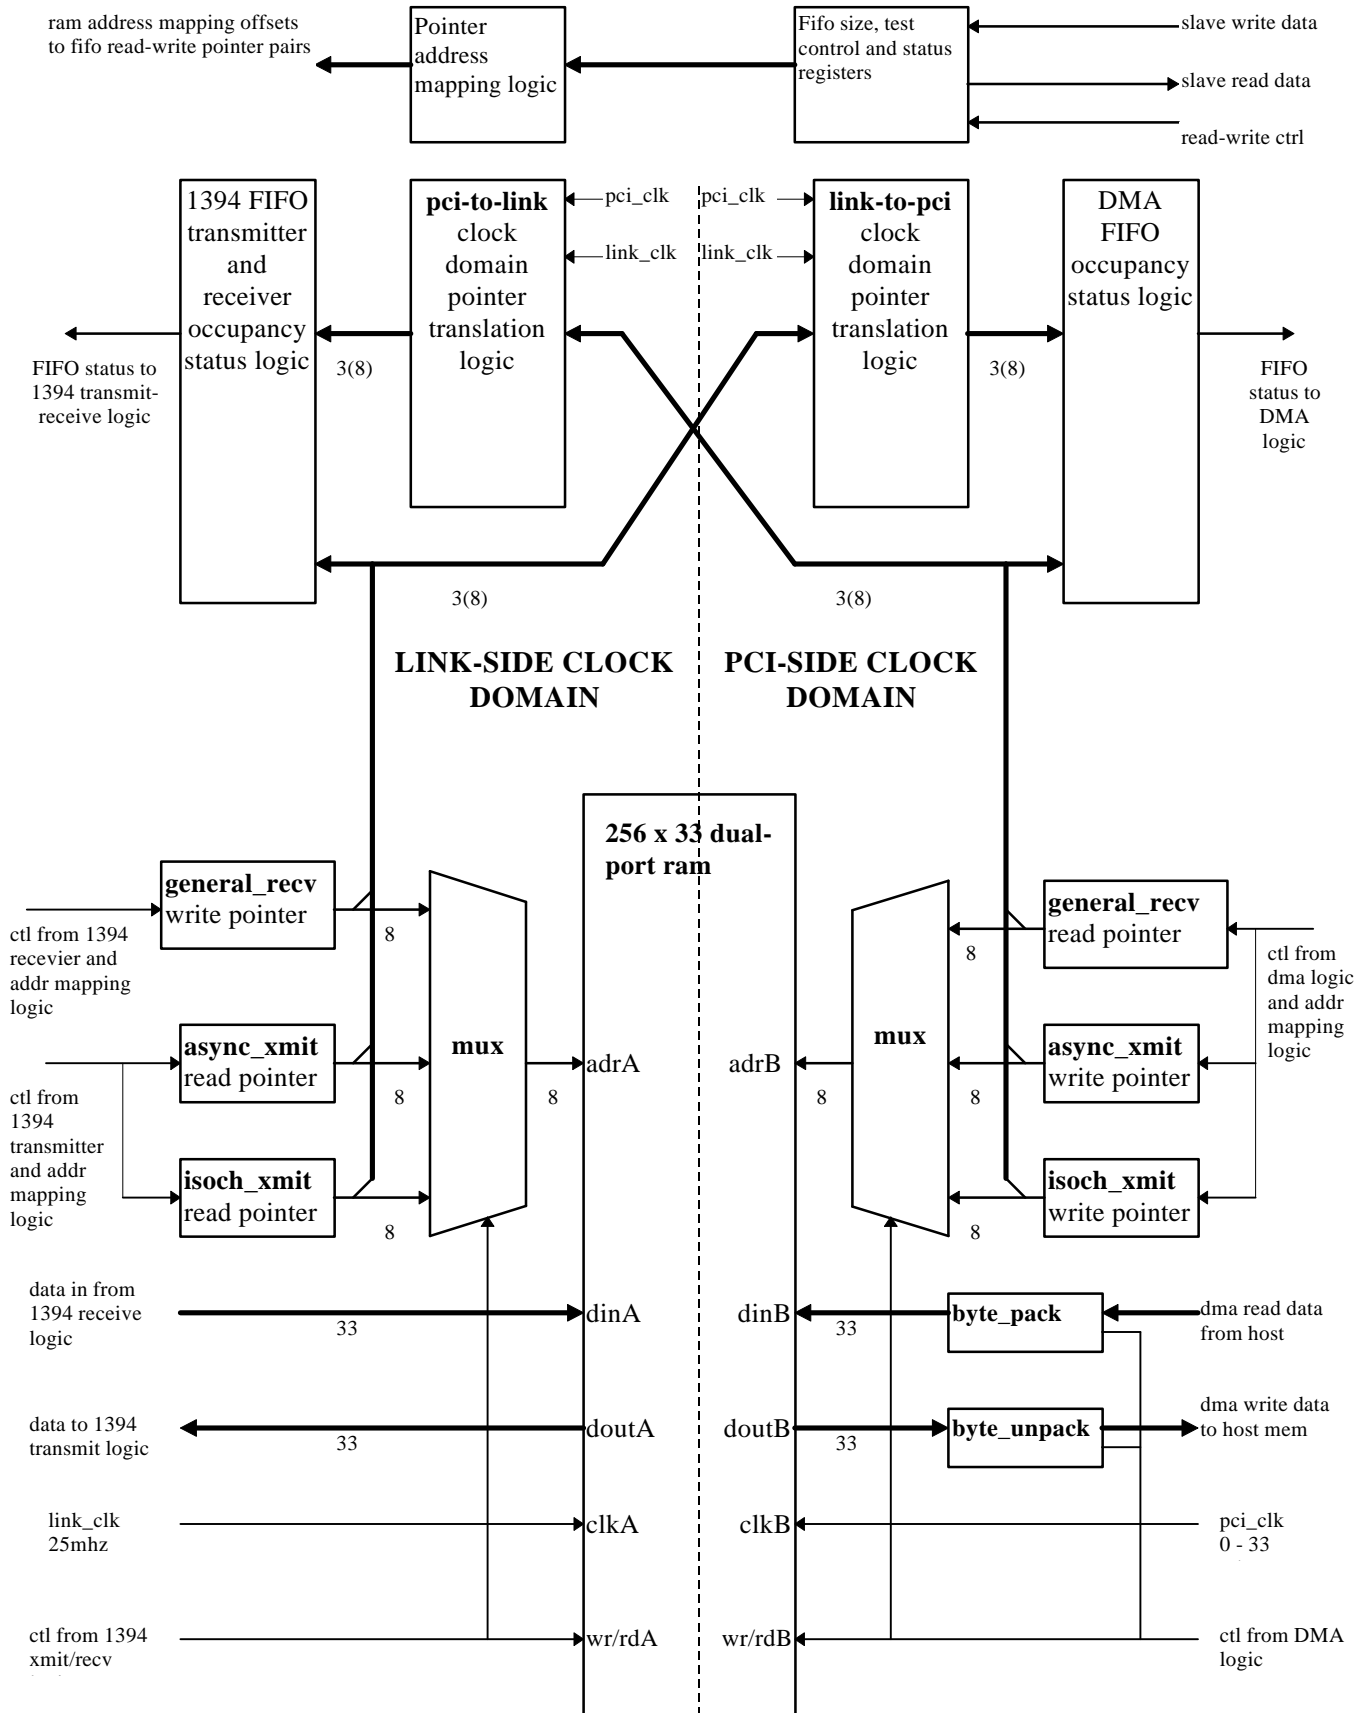 ram address mapping offsets
to fifo read-write pointer pairs
Pointer
address
mapping logic
Fifo size, test
control and status
registers
slave write data
slave read data
read-write ctrl
1394 FIFO
transmitter
and
receiver
occupancy
status logic
pci-to-link
clock
domain
pointer
translation
logic
pci_clk
link_clk
pci_clk
link_clk
link-to-pci
clock
domain
pointer
translation
logic
DMA
FIFO
occupancy
status logic
FIFO status to
1394 transmit-
receive logic
3(8)
3(8)
FIFO
status to
DMA
logic
3(8)
3(8)
LINK-SIDE CLOCK
DOMAIN
PCI-SIDE CLOCK
DOMAIN
256 x 33 dual-
port ram
general_recv
write pointer
8
ctl from 1394
recevier and
addr mapping
logic
async_xmit
read pointer
8
ctl from
1394
transmitter
and addr
mapping
logic
isoch_xmit
read pointer
8
mux
8
adrA
adrB
8
mux
general_recv
read pointer
8
ctl from
dma logic
and addr
mapping
logic
async_xmit
write pointer
8
isoch_xmit
write pointer
8
data in from
1394 receive
logic
33
dinA
dinB
33
byte_pack
dma read data
from host
data to 1394
transmit logic
33
doutA
doutB
33
byte_unpack
dma write data
to host mem
link_clk
25mhz
clkA
clkB
pci_clk
0 - 33
ctl from 1394
xmit/recv
wr/rdA
wr/rdB
ctl from DMA
logic